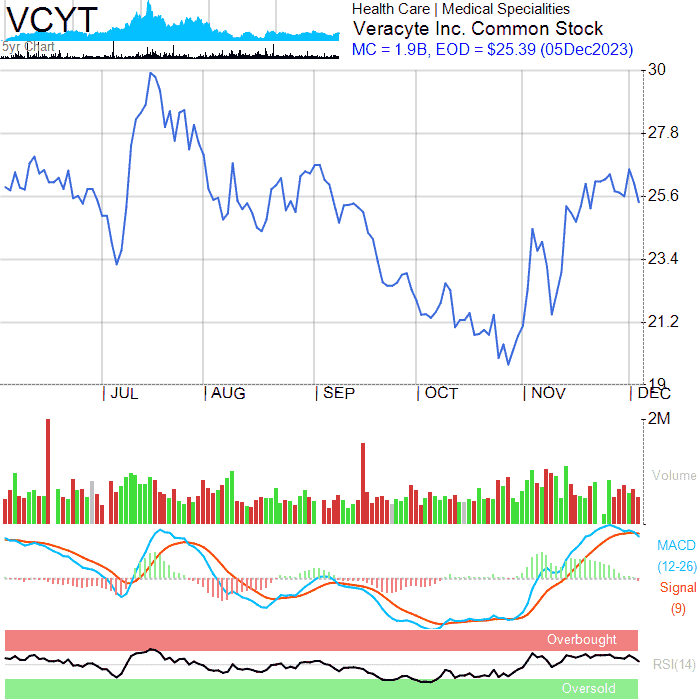 VCYT
5yr Chart
Health Care | Medical Specialities
Veracyte Inc. Common Stock
MC = 1.9B, EOD = $25.39 (05Dec2023)
30
27.8
25.6
23.4
21.2
19
JUL AUG SEP OCT NOV DEC
2M
Volume
MACD
(12-26)
Signal
(9)
Overbought
RSI(14)
Oversold